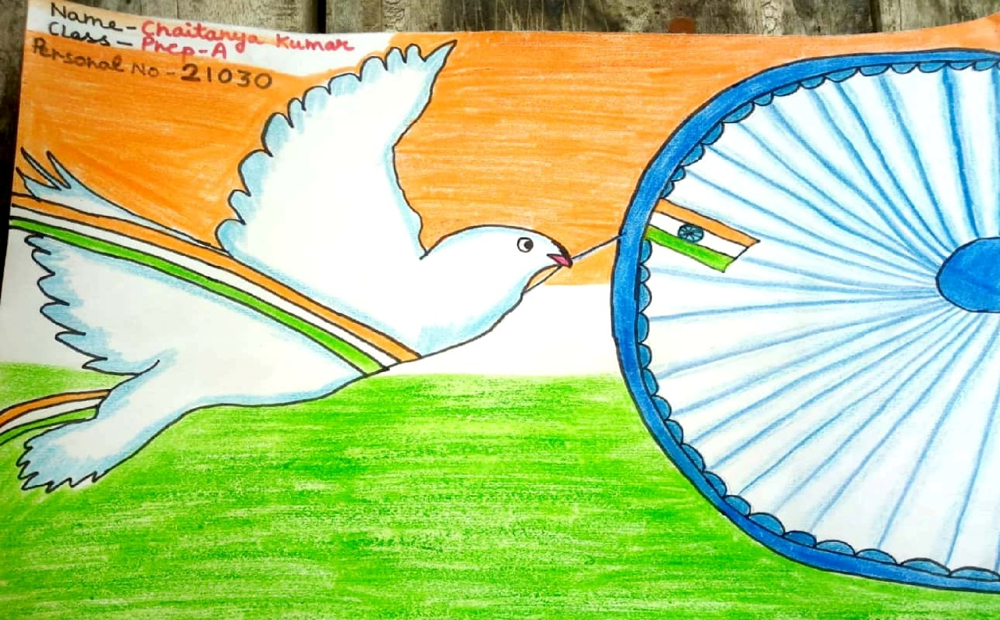 Name - Chaitanya Kumar
Class - Prep-A
Personal No - 21030